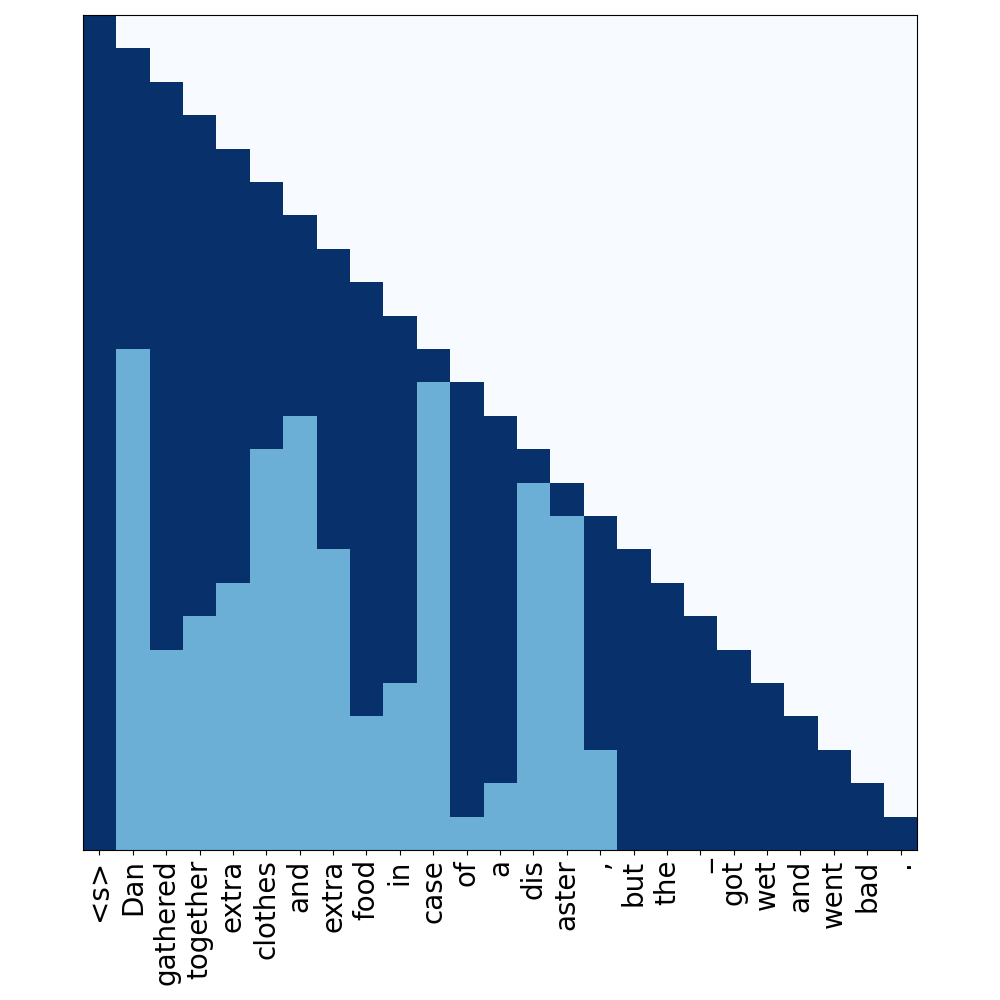 <s> Dan gathered together extra clothes and extra food in case of a dis aster , but the _ got wet and went bad .